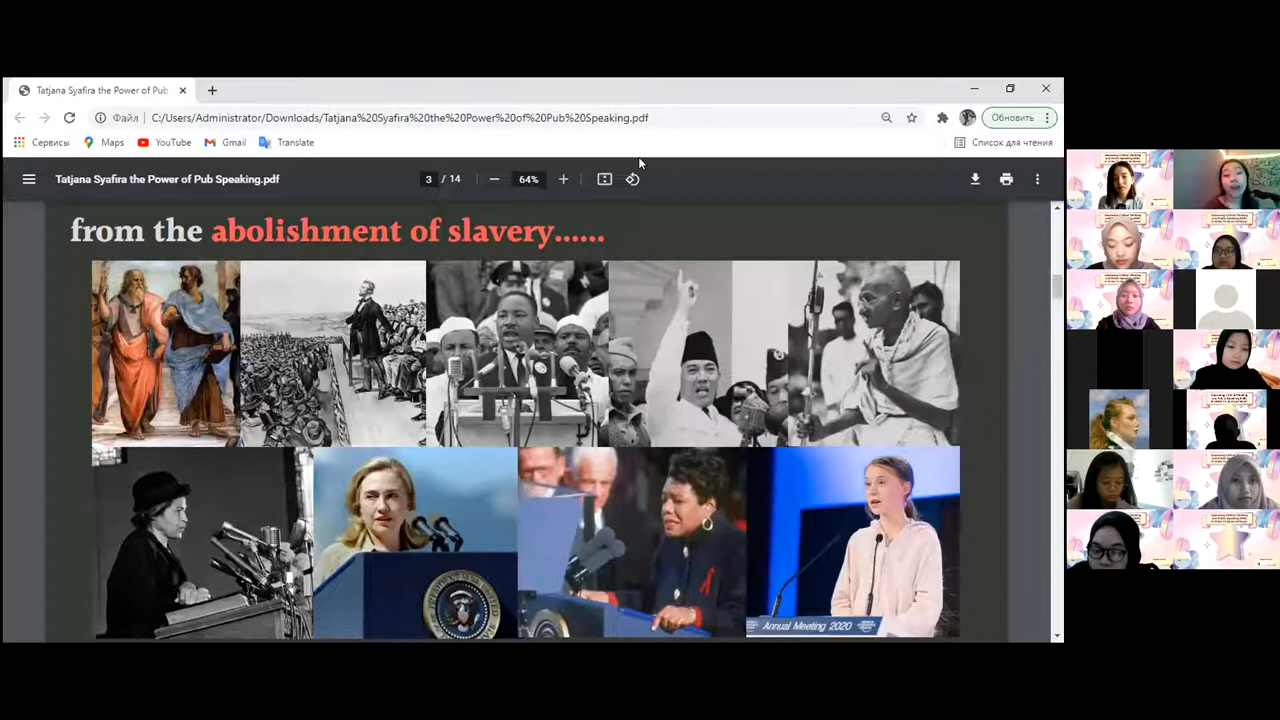 Tatjana Syafira the Power of Pub
Файл
C:/Users/Administrator/Downloads/Tatjana%20Syafira%20the%20Power%20of%20Pub%20Speaking.pdf
Обновить
Сервисы
Maps
YouTube
Gmail
Translate
Список для чтения
Tatjana Syafira the Power of Pub Speaking.pdf
3 / 14
64%
from the abolishment of slavery......
Annual Meeting 2020